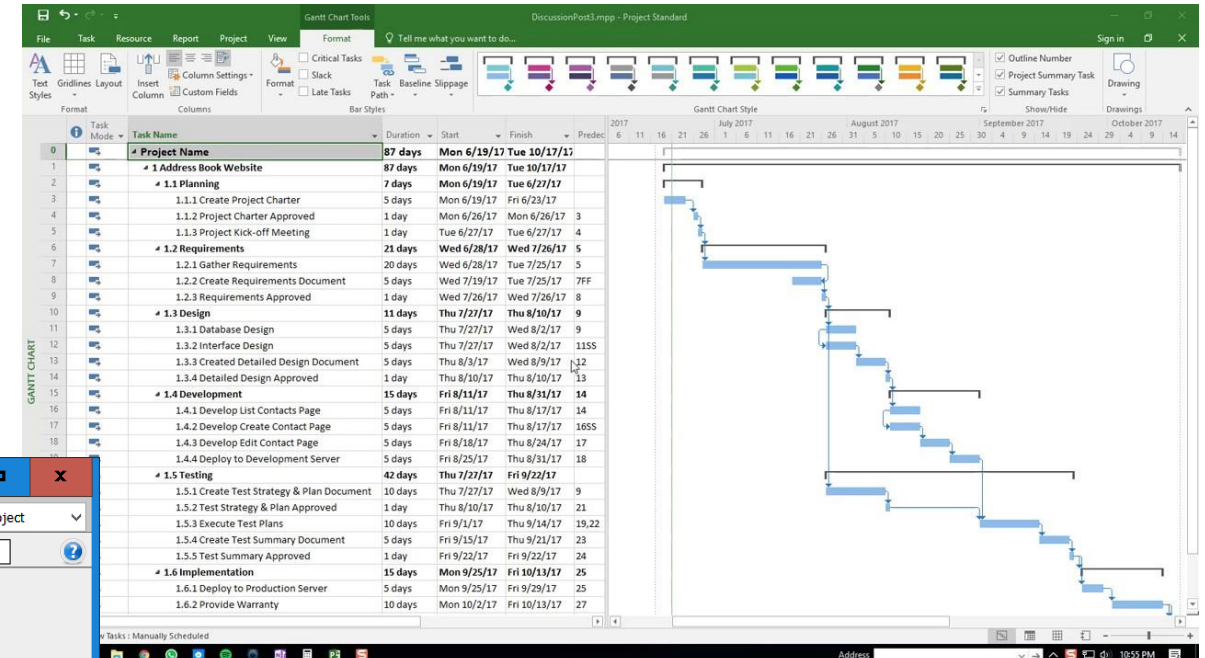 Gantt Chart Tools DiscussionPost3.mpp - Project Standard
File Task Resource Report Project View Format Tell me what you want to do... Sign in
Text Styles Gridlines Layout Insert Column Column Settings Custom Fields Format Critical Tasks Slack Late Tasks Task Path Baseline Slippage Outline Number Project Summary Task Summary Tasks Drawing
Format Columns Bar Styles Gantt Chart Style Show/Hide Drawings
2017 July 2017 August 2017 September 2017 October 2017
Task Mode Task Name Duration Start Finish Predec 6 11 16 21 26 1 6 11 16 21 26 31 5 10 15 20 25 30 4 9 14 19 24 29 4 9 14
0 Project Name 87 days Mon 6/19/17 Tue 10/17/17
1 1 Address Book Website 87 days Mon 6/19/17 Tue 10/17/17
2 1.1 Planning 7 days Mon 6/19/17 Tue 6/27/17
3 1.1.1 Create Project Charter 5 days Mon 6/19/17 Fri 6/23/17
4 1.1.2 Project Charter Approved 1 day Mon 6/26/17 Mon 6/26/17 3
5 1.1.3 Project Kick-off Meeting 1 day Tue 6/27/17 Tue 6/27/17 4
6 1.2 Requirements 21 days Wed 6/28/17 Wed 7/26/17 5
7 1.2.1 Gather Requirements 20 days Wed 6/28/17 Tue 7/25/17 5
8 1.2.2 Create Requirements Document 5 days Wed 7/19/17 Tue 7/25/17 7FF
9 1.2.3 Requirements Approved 1 day Wed 7/26/17 Wed 7/26/17 8
10 1.3 Design 11 days Thu 7/27/17 Thu 8/10/17 9
11 1.3.1 Database Design 5 days Thu 7/27/17 Wed 8/2/17 9
12 1.3.2 Interface Design 5 days Thu 7/27/17 Wed 8/2/17 11SS
13 1.3.3 Created Detailed Design Document 5 days Thu 8/3/17 Wed 8/9/17 12
14 1.3.4 Detailed Design Approved 1 day Thu 8/10/17 Thu 8/10/17 13
15 1.4 Development 15 days Fri 8/11/17 Thu 8/31/17 14
16 1.4.1 Develop List Contacts Page 5 days Fri 8/11/17 Thu 8/17/17 14
17 1.4.2 Develop Create Contact Page 5 days Fri 8/11/17 Thu 8/17/17 16SS
18 1.4.3 Develop Edit Contact Page 5 days Fri 8/18/17 Thu 8/24/17 17
1.4.4 Deploy to Development Server 5 days Fri 8/25/17 Thu 8/31/17 18
1.5 Testing 42 days Thu 7/27/17 Fri 9/22/17
1.5.1 Create Test Strategy & Plan Document 10 days Thu 7/27/17 Wed 8/9/17 9
1.5.2 Test Strategy & Plan Approved 1 day Thu 8/10/17 Thu 8/10/17 21
1.5.3 Execute Test Plans 10 days Fri 9/1/17 Thu 9/14/17 19,22
1.5.4 Create Test Summary Document 5 days Fri 9/15/17 Thu 9/21/17 23
1.5.5 Test Summary Approved 1 day Fri 9/22/17 Fri 9/22/17 24
1.6 Implementation 15 days Mon 9/25/17 Fri 10/13/17 25
1.6.1 Deploy to Production Server 5 days Mon 9/25/17 Fri 9/29/17 25
1.6.2 Provide Warranty 10 days Mon 10/2/17 Fri 10/13/17 27
GANTT CHART
oject
w Tasks : Manually Scheduled
Address 10:55 PM